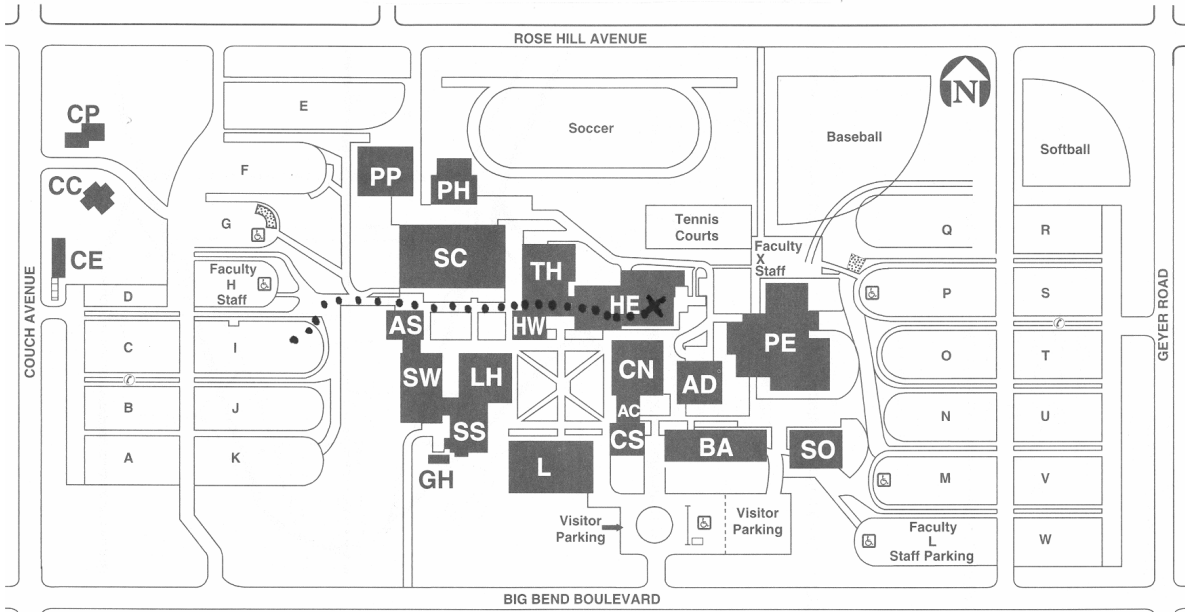 ROSE HILL AVENUE
N
CP
E
Soccer
Baseball
Softball
CC
F
PP
PH
G
Tennis
Courts
Q
R
CE
SC
TH
Faculty
X
Staff
Faculty
H
Staff
D
HE
P
S
COUCH AVENUE
GEYER ROAD
AS
HW
C
I
PE
O
T
SW
LH
CN
AD
B
J
AC
N
U
SS
CS
BA
SO
A
K
L
GH
M
V
Visitor
Parking
Visitor
Parking
Faculty
L
Staff Parking
W
BIG BEND BOULEVARD